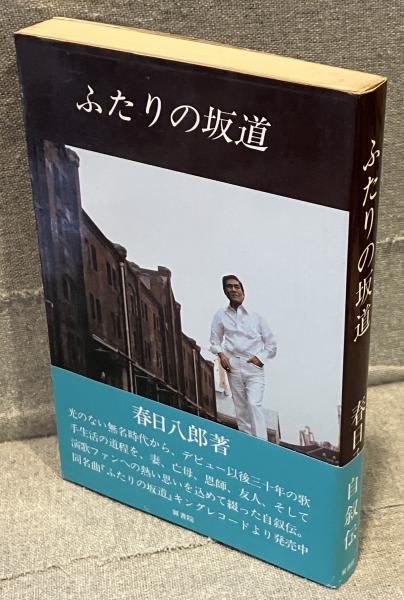 ふたりの坂道
春日八郎著
光のない無名時代から、デビュー以後三十年の歌
手生活の道程を、妻、亡母、恩師、友人、そして
演歌ファンへの熱い思いを込めて綴った自叙伝。
同名曲『ふたりの坂道』キングレコードより発売中
ふたりの坂道
春日
自叙伝